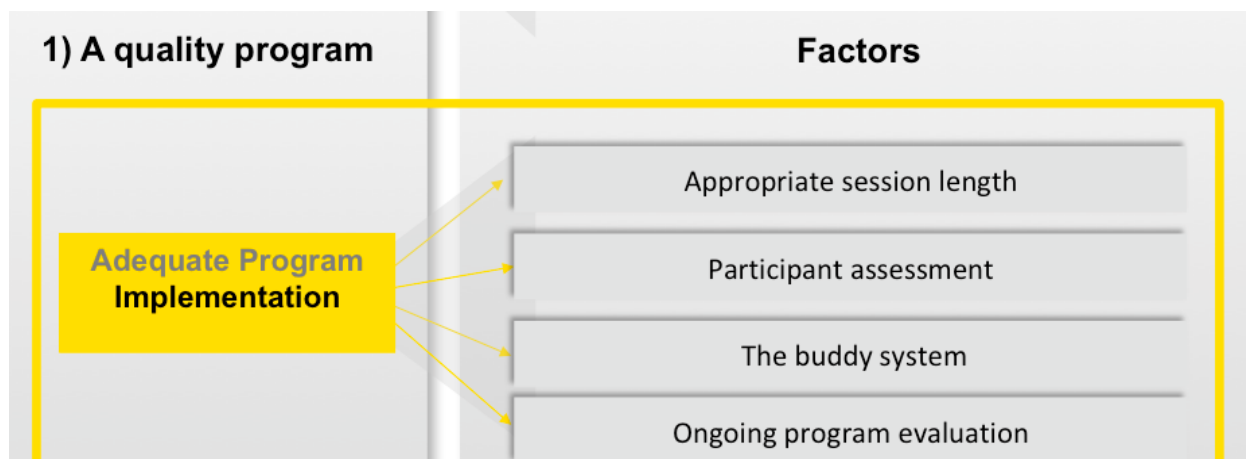 1) A quality program
Factors
Adequate Program
Implementation
Appropriate session length
Participant assessment
The buddy system
Ongoing program evaluation